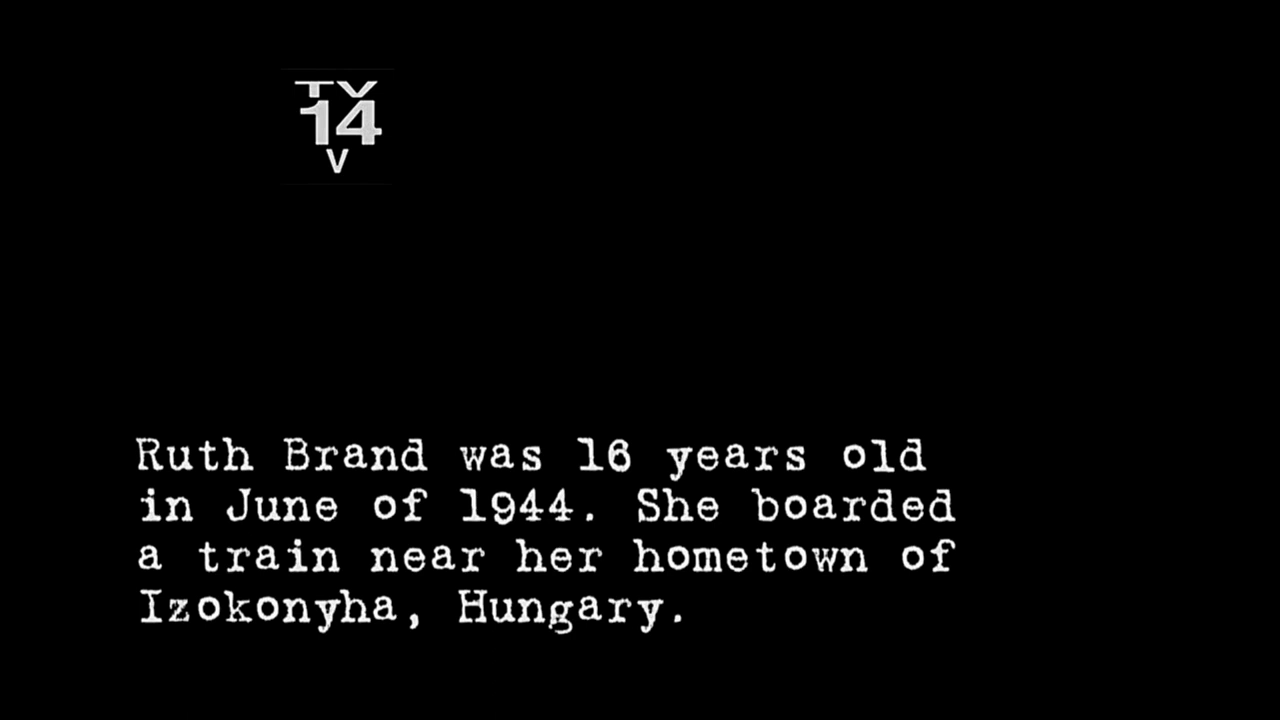 TV
14
V
Ruth Brand was 16 years old
in June of 1944. She boarded
a train near her hometown of
Izokonyha, Hungary.